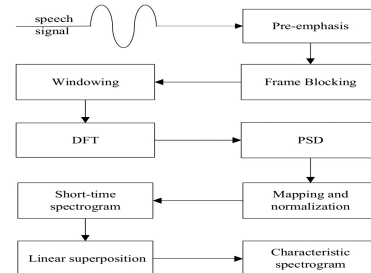 speech
signal
Pre-emphasis
Windowing
Frame Blocking
DFT
PSD
Short-time
spectrogram
Mapping and
normalization
Linear superposition
Characteristic
spectrogram